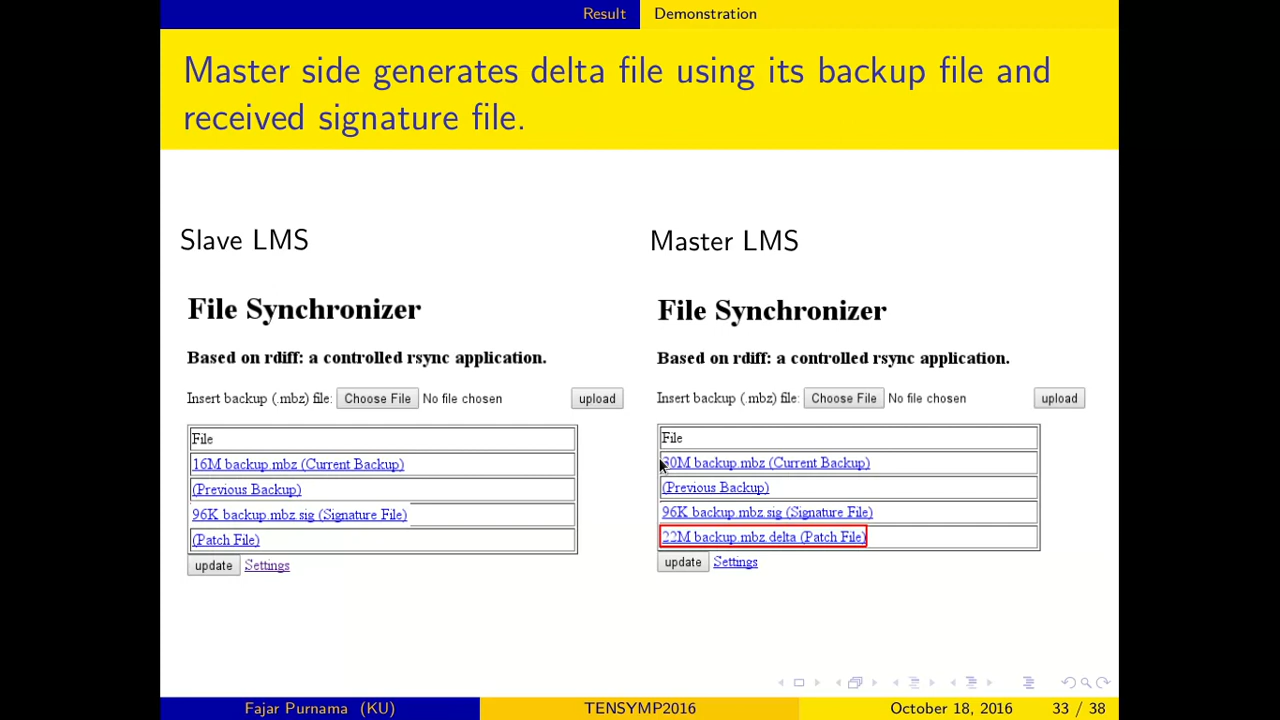 Result Demonstration
Master side generates delta file using its backup file and
received signature file.
Slave LMS
File Synchronizer
Based on rdiff: a controlled rsync application.
Insert backup (.mbz) file: Choose File No file chosen upload
File
16M backup.mbz (Current Backup)
(Previous Backup)
96K backup.mbz.sig (Signature File)
(Patch File)
update Settings
Master LMS
File Synchronizer
Based on rdiff: a controlled rsync application.
Insert backup (.mbz) file: Choose File No file chosen upload
File
backup.mbz (Current Backup)
(Previous Backup)
96K backup.mbz.sig (Signature File)
22M backup.mbz.delta (Patch File)
update Settings
Fajar Purnama (KU) TENSYMP2016 October 18, 2016 33 / 38